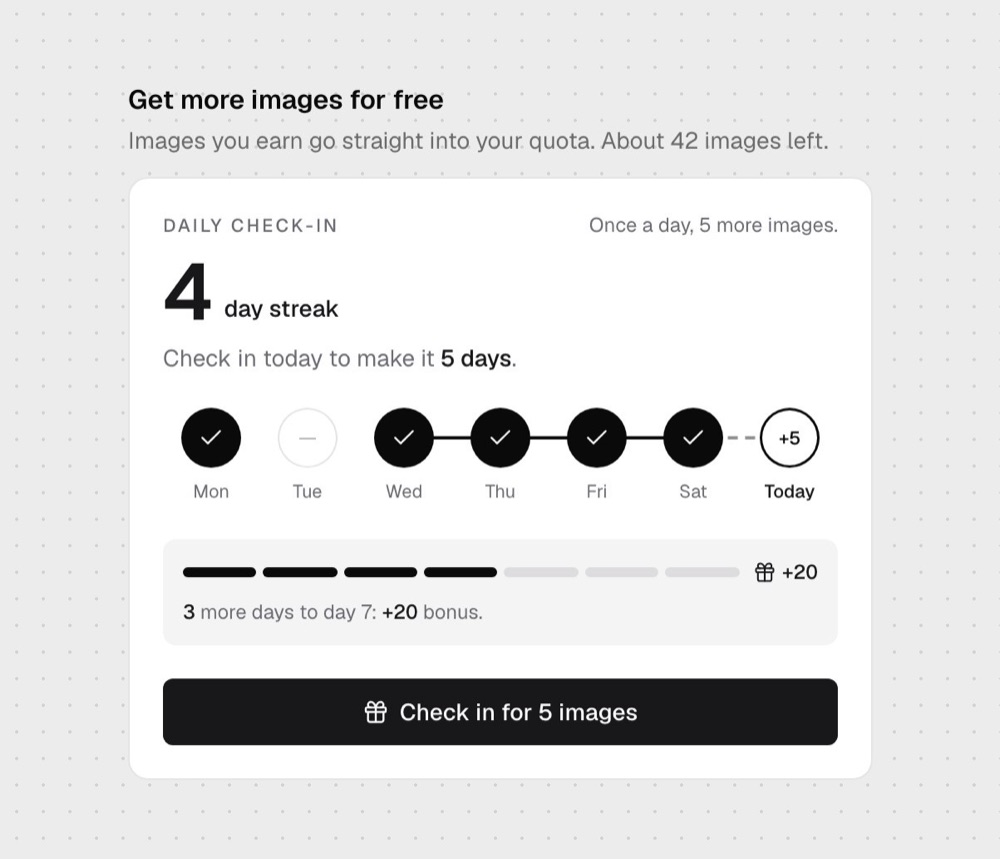 Get more images for free
Images you earn go straight into your quota. About 42 images left.
DAILY CHECK-IN
Once a day, 5 more images.
4 day streak
Check in today to make it 5 days.
+5
Mon Tue Wed Thu Fri Sat Today
+20
3 more days to day 7: +20 bonus.
Check in for 5 images